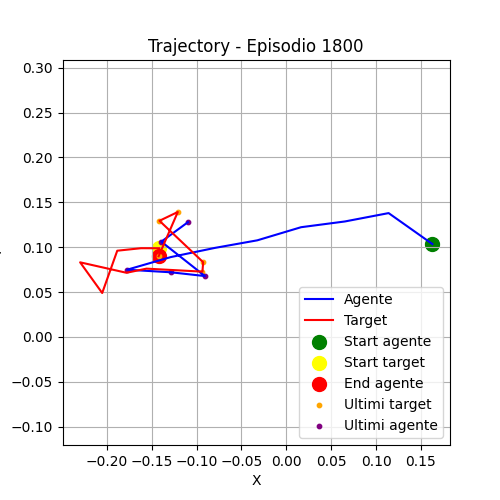 Trajectory - Episodio 1800
0.30
0.25
0.20
0.15
0.10
0.05
0.00
−0.05
−0.10
−0.20 −0.15 −0.10 −0.05 0.00 0.05 0.10 0.15
X
Agente
Target
Start agente
Start target
End agente
Ultimi target
Ultimi agente